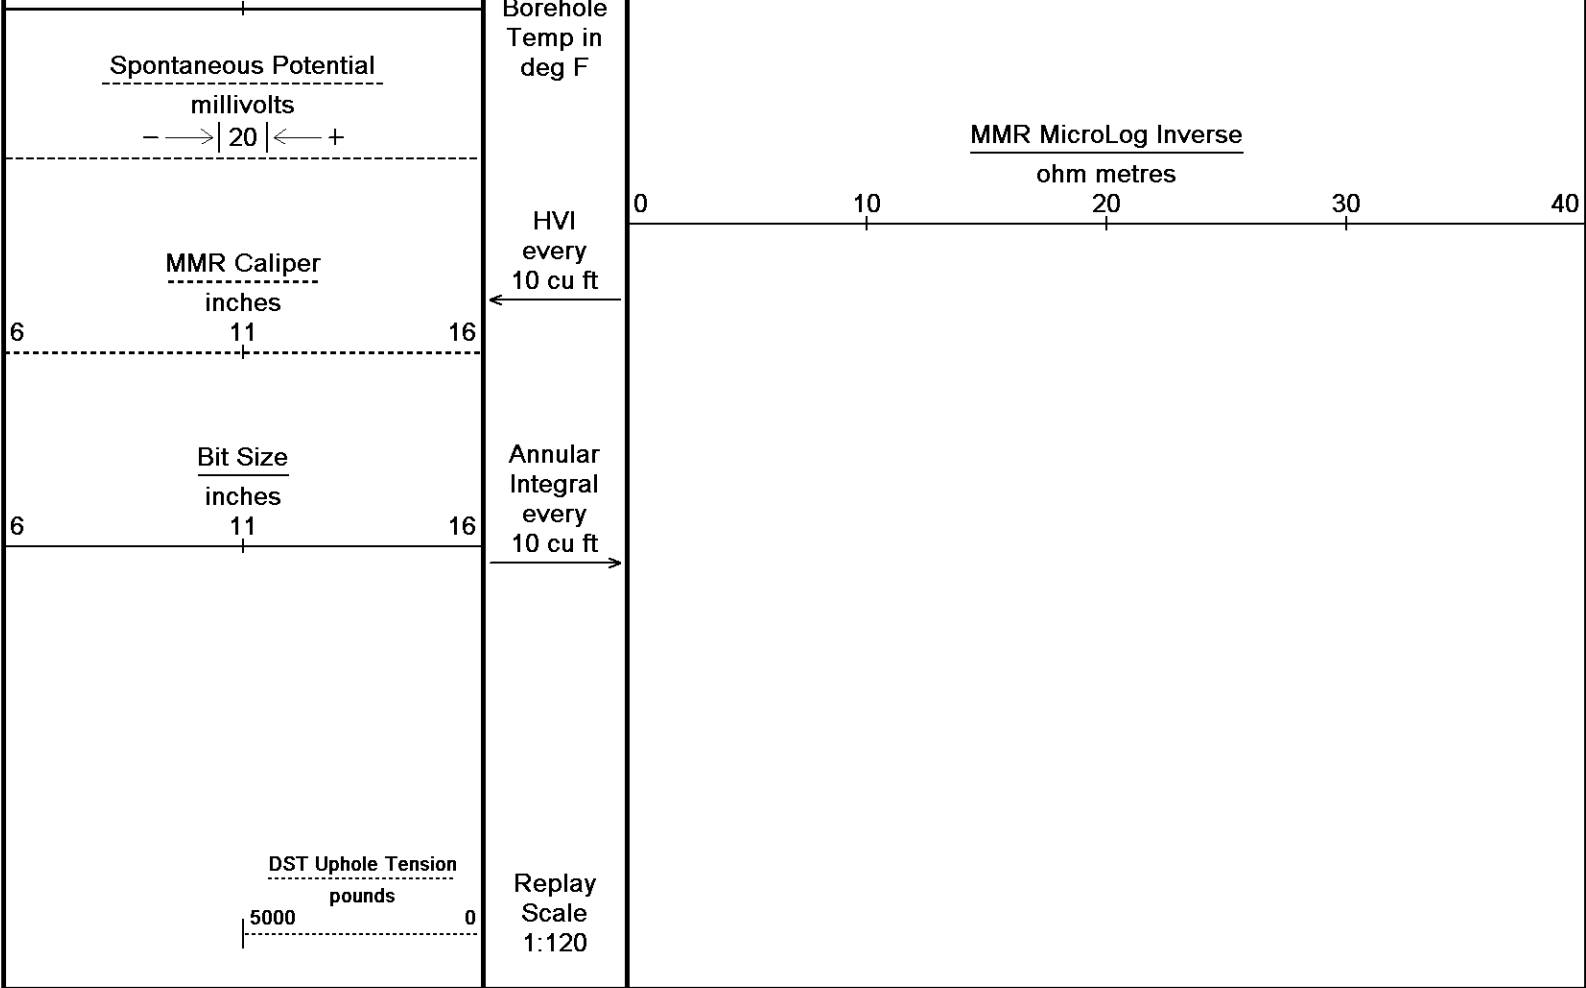 Spontaneous Potential
millivolts
− | 20 | +
MMR Caliper
inches
6 11 16
Bit Size
inches
6 11 16
DST Uphole Tension
pounds
5000 0
Borehole
Temp in
deg F
HVI
every
10 cu ft
Annular
Integral
every
10 cu ft
Replay
Scale
1:120
MMR MicroLog Inverse
ohm metres
0 10 20 30 40